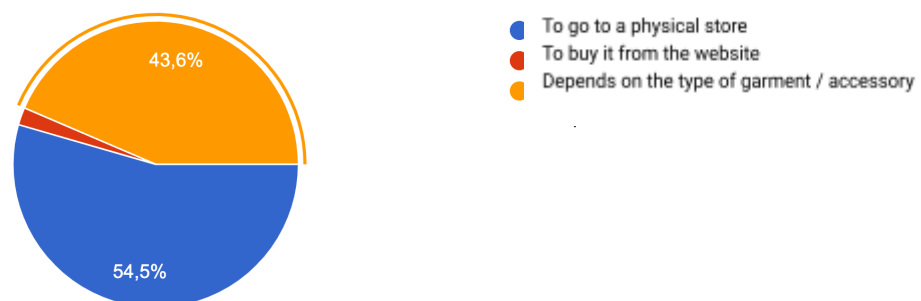 43,6%
54,5%
To go to a physical store
To buy it from the website
Depends on the type of garment / accessory
.